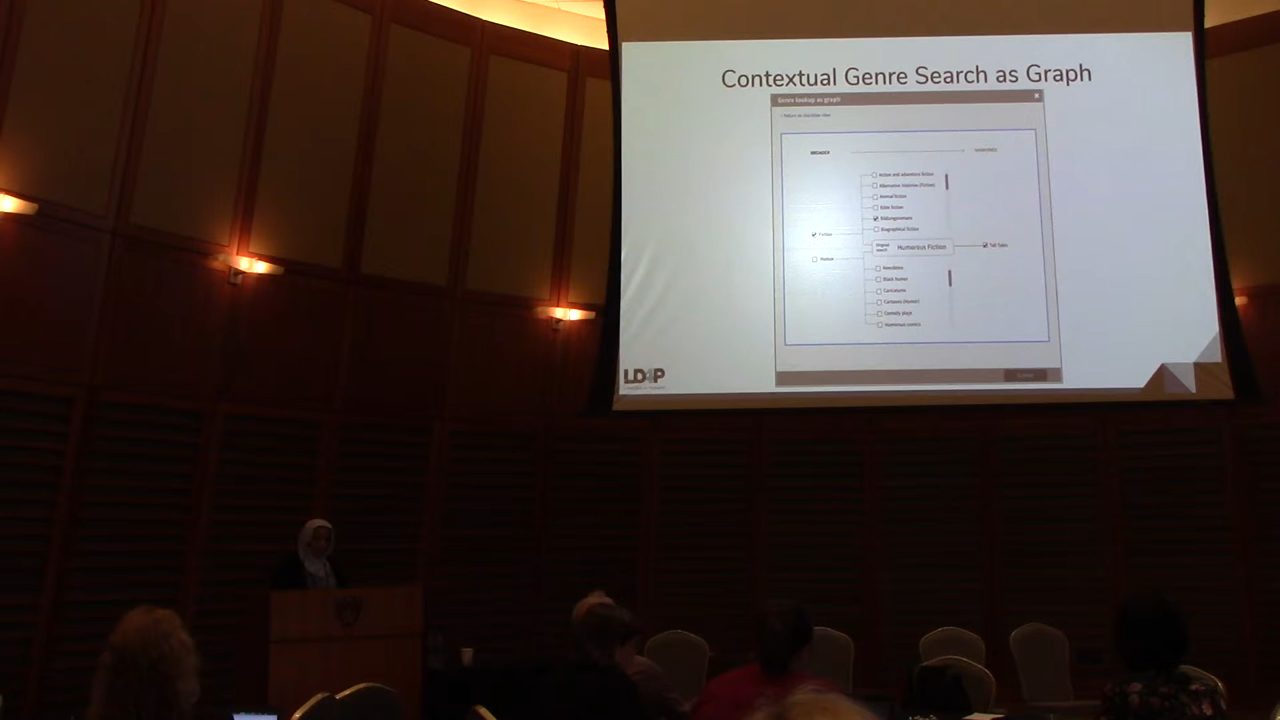 Contextual Genre Search as Graph
Genre lookup as graph
BROADER
NARROWER
Action and adventure fiction
Alternative histories (Fiction)
Animal fiction
Bible fiction
Bildungsromans
Biographical fiction
Fiction
Original search
Humorous Fiction
Tall Tales
Humor
Anecdotes
Black humor
Caricatures
Cartoons (Humor)
Comedy plays
Humorous comics
LD4P